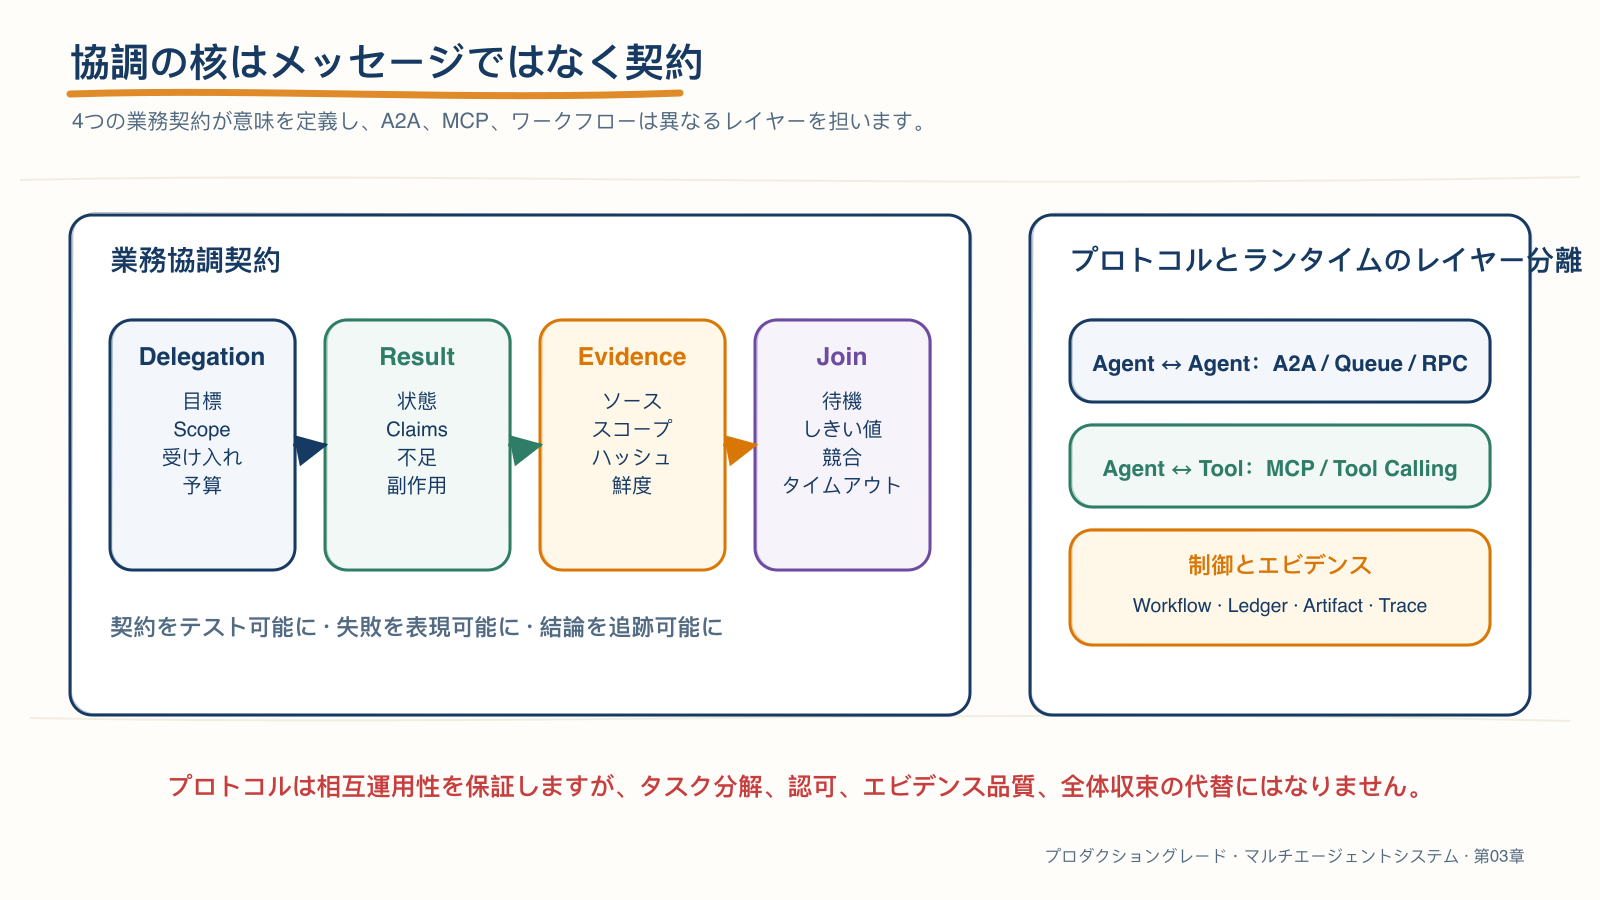 協調の核はメッセージではなく契約
4つの業務契約が意味を定義し、A2A、MCP、ワークフローは異なるレイヤーを担います。
業務協調契約
Delegation
目標
Scope
受け入れ
予算
Result
状態
Claims
不足
副作用
Evidence
ソース
スコープ
ハッシュ
鮮度
Join
待機
しきい値
競合
タイムアウト
契約をテスト可能に · 失敗を表現可能に · 結論を追跡可能に
プロトコルとランタイムのレイヤー分離
Agent ↔ Agent：A2A / Queue / RPC
Agent ↔ Tool：MCP / Tool Calling
制御とエビデンス
Workflow · Ledger · Artifact · Trace
プロトコルは相互運用性を保証しますが、タスク分解、認可、エビデンス品質、全体収束の代替にはなりません。
プロダクショングレード · マルチエージェントシステム · 第03章